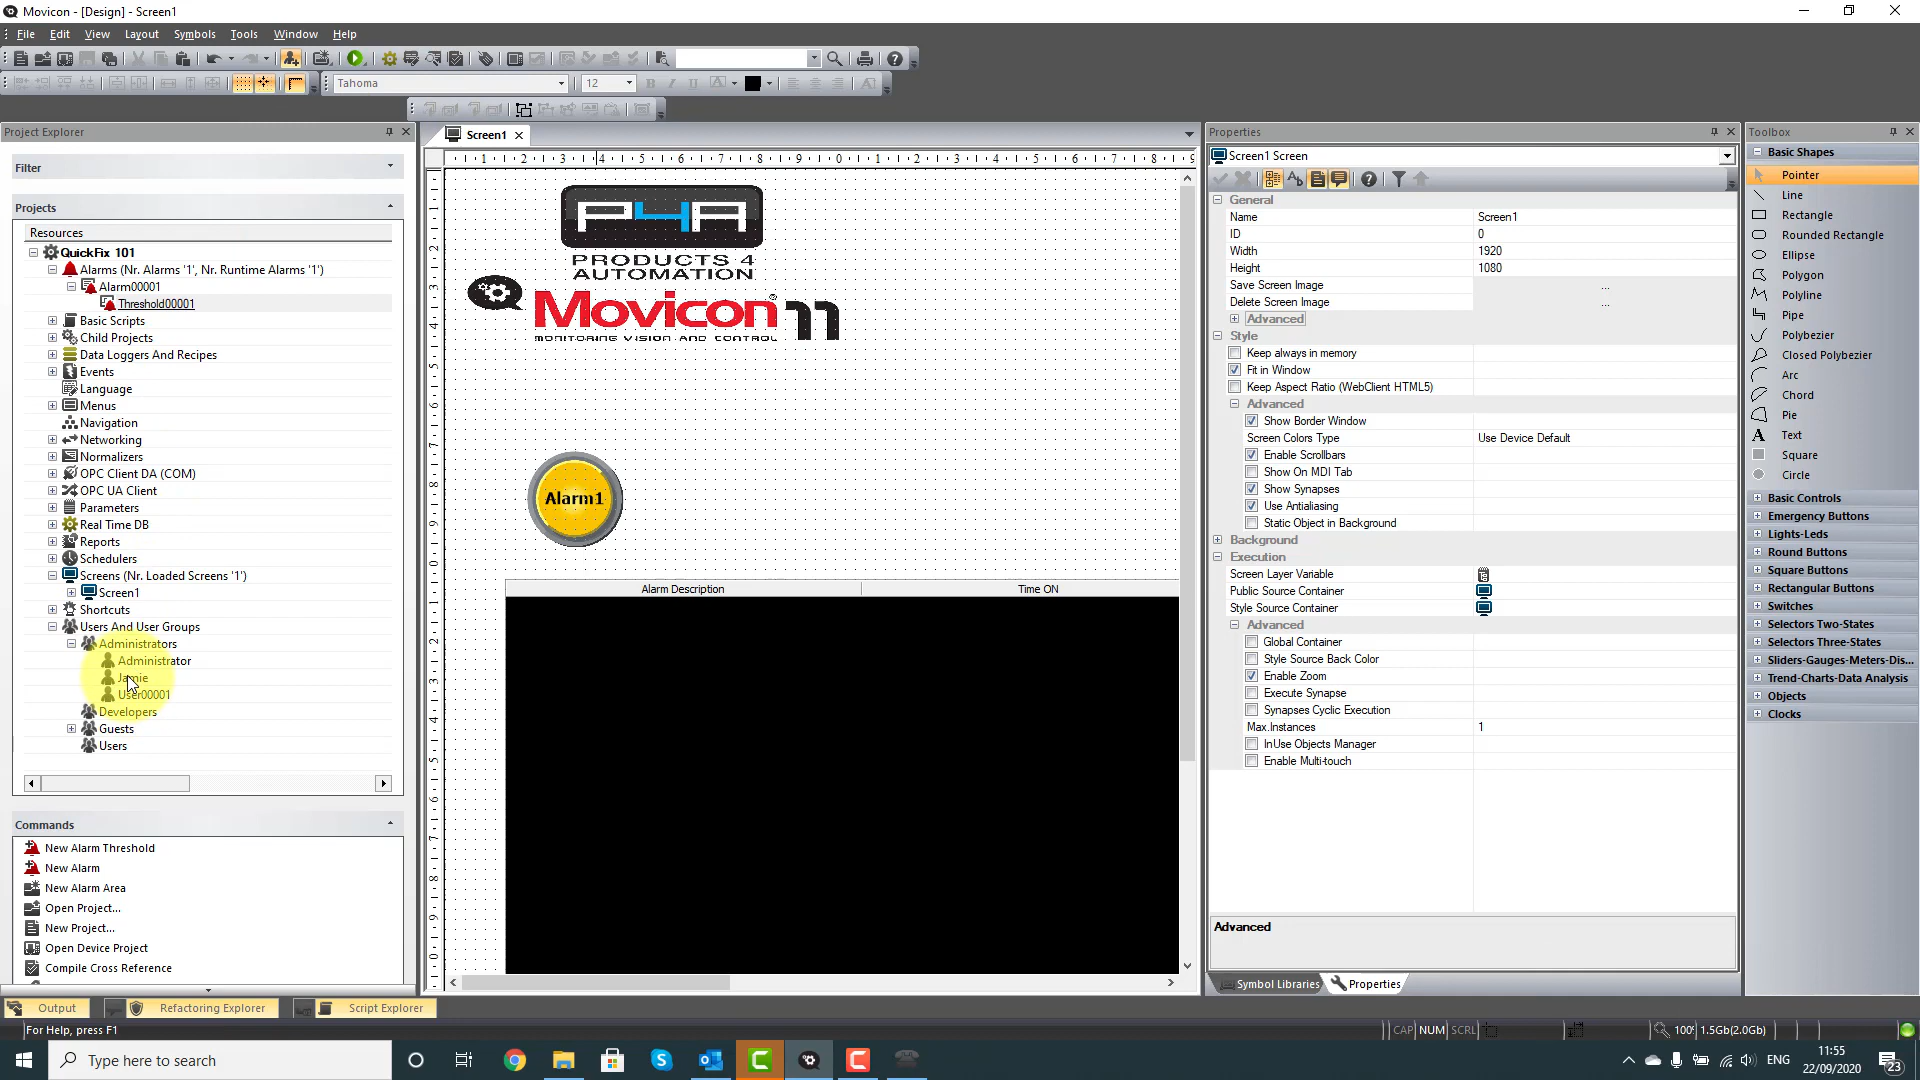 Movicon - [Design] - Screen1
File Edit View Layout Symbols Tools Window Help
Tahoma 12
Project Explorer
Filter
Projects
Resources
QuickFix 101
Alarms (Nr. Alarms '1', Nr. Runtime Alarms '1')
Alarm00001
Threshold00001
Basic Scripts
Child Projects
Data Loggers And Recipes
Events
Language
Menus
Navigation
Networking
Normalizers
OPC Client DA (COM)
OPC UA Client
Parameters
Real Time DB
Reports
Schedulers
Screens (Nr. Loaded Screens '1')
Screen1
Shortcuts
Users And User Groups
Administrators
Administrator
Jamie
User00001
Developers
Guests
Users
Commands
New Alarm Threshold
New Alarm
New Alarm Area
Open Project...
New Project...
Open Device Project
Compile Cross Reference
Screen1
P4A
PRODUCTS 4
AUTOMATION
Movicon® 11
MONITORING VISION AND CONTROL
Alarm1
Alarm Description Time ON
Properties
Screen1 Screen
General
Name Screen1
ID 0
Width 1920
Height 1080
Save Screen Image ...
Delete Screen Image ...
Advanced
Style
Keep always in memory
Fit in Window
Keep Aspect Ratio (WebClient HTML5)
Advanced
Show Border Window
Screen Colors Type Use Device Default
Enable Scrollbars
Show On MDI Tab
Show Synapses
Use Antialiasing
Static Object in Background
Background
Execution
Screen Layer Variable
Public Source Container
Style Source Container
Advanced
Global Container
Style Source Back Color
Enable Zoom
Execute Synapse
Synapses Cyclic Execution
Max.Instances 1
InUse Objects Manager
Enable Multi-touch
Advanced
Symbol Libraries Properties
Toolbox
Basic Shapes
Pointer
Line
Rectangle
Rounded Rectangle
Ellipse
Polygon
Polyline
Pipe
Polybezier
Closed Polybezier
Arc
Chord
Pie
Text
Square
Circle
Basic Controls
Emergency Buttons
Lights-Leds
Round Buttons
Square Buttons
Rectangular Buttons
Switches
Selectors Two-States
Selectors Three-States
Sliders-Gauges-Meters-Dis...
Trend-Charts-Data Analysis
Objects
Clocks
Output Refactoring Explorer Script Explorer
For Help, press F1
CAP NUM SCRL 100% 1.5Gb(2.0Gb)
Type here to search
ENG
11:55
22/09/2020
23